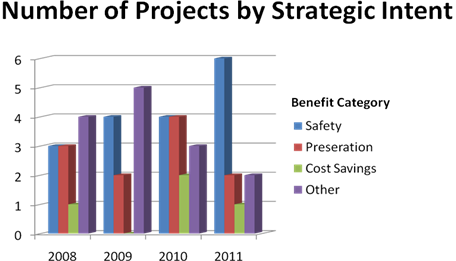 Number of Projects by Strategic Intent
6
5
4
3
2
1
0
2008 2009 2010 2011
Benefit Category
Safety
Preseration
Cost Savings
Other